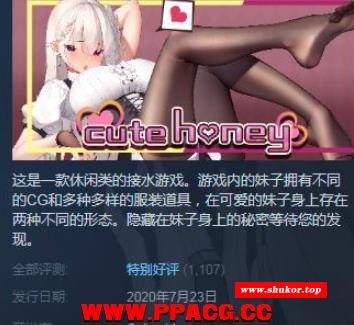 cute honey
这是一款休闲类的接水游戏。游戏内的妹子拥有不同
的CG和多种多样的服装道具，在可爱的妹子身上存在
两种不同的形态。隐藏在妹子身上的秘密等待您的发
现。
全部评测: 特别好评 (1,107)
www.shukor.top
发行日期: 2020年7月23日
WWW.PPACG.CC